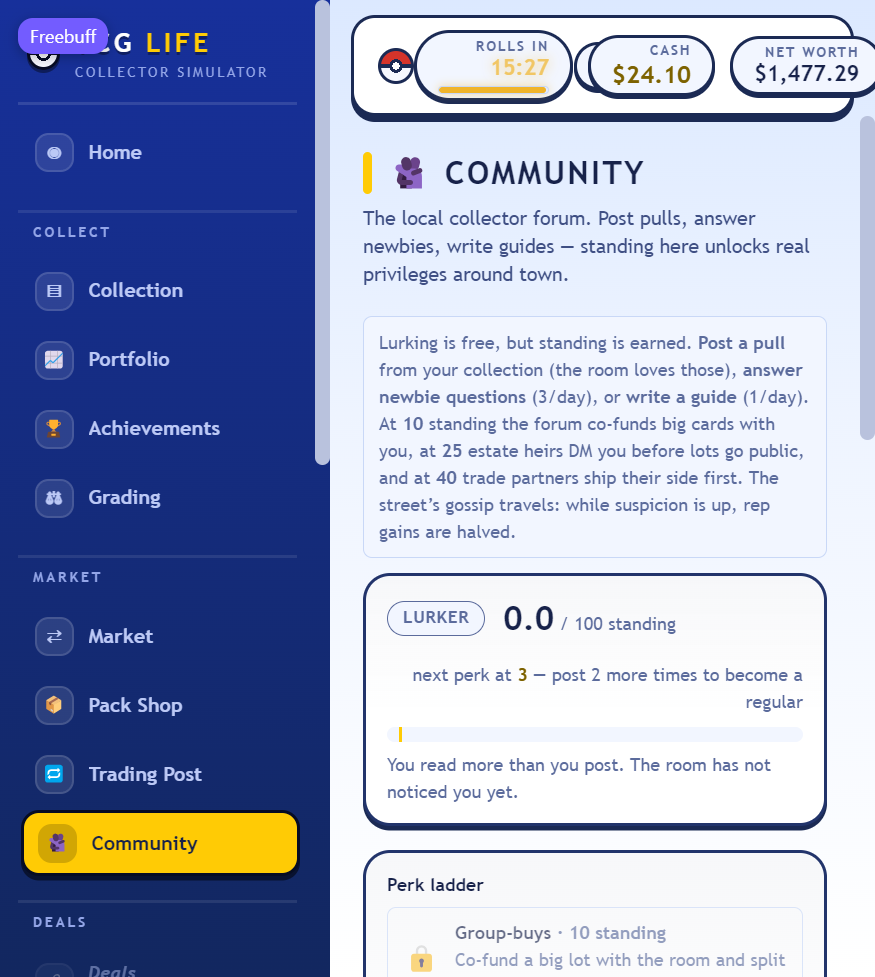 Freebuff
CG LIFE
COLLECTOR SIMULATOR
Home
COLLECT
Collection
Portfolio
Achievements
Grading
MARKET
Market
Pack Shop
Trading Post
Community
DEALS
Deals
ROLLS IN
15:27
CASH
$24.10
NET WORTH
$1,477.29
COMMUNITY
The local collector forum. Post pulls, answer
newbies, write guides — standing here unlocks real
privileges around town.
Lurking is free, but standing is earned. Post a pull
from your collection (the room loves those), answer
newbie questions (3/day), or write a guide (1/day).
At 10 standing the forum co-funds big cards with
you, at 25 estate heirs DM you before lots go public,
and at 40 trade partners ship their side first. The
street’s gossip travels: while suspicion is up, rep
gains are halved.
LURKER 0.0 / 100 standing
next perk at 3 — post 2 more times to become a
regular
You read more than you post. The room has not
noticed you yet.
Perk ladder
Group-buys · 10 standing
Co-fund a big lot with the room and split